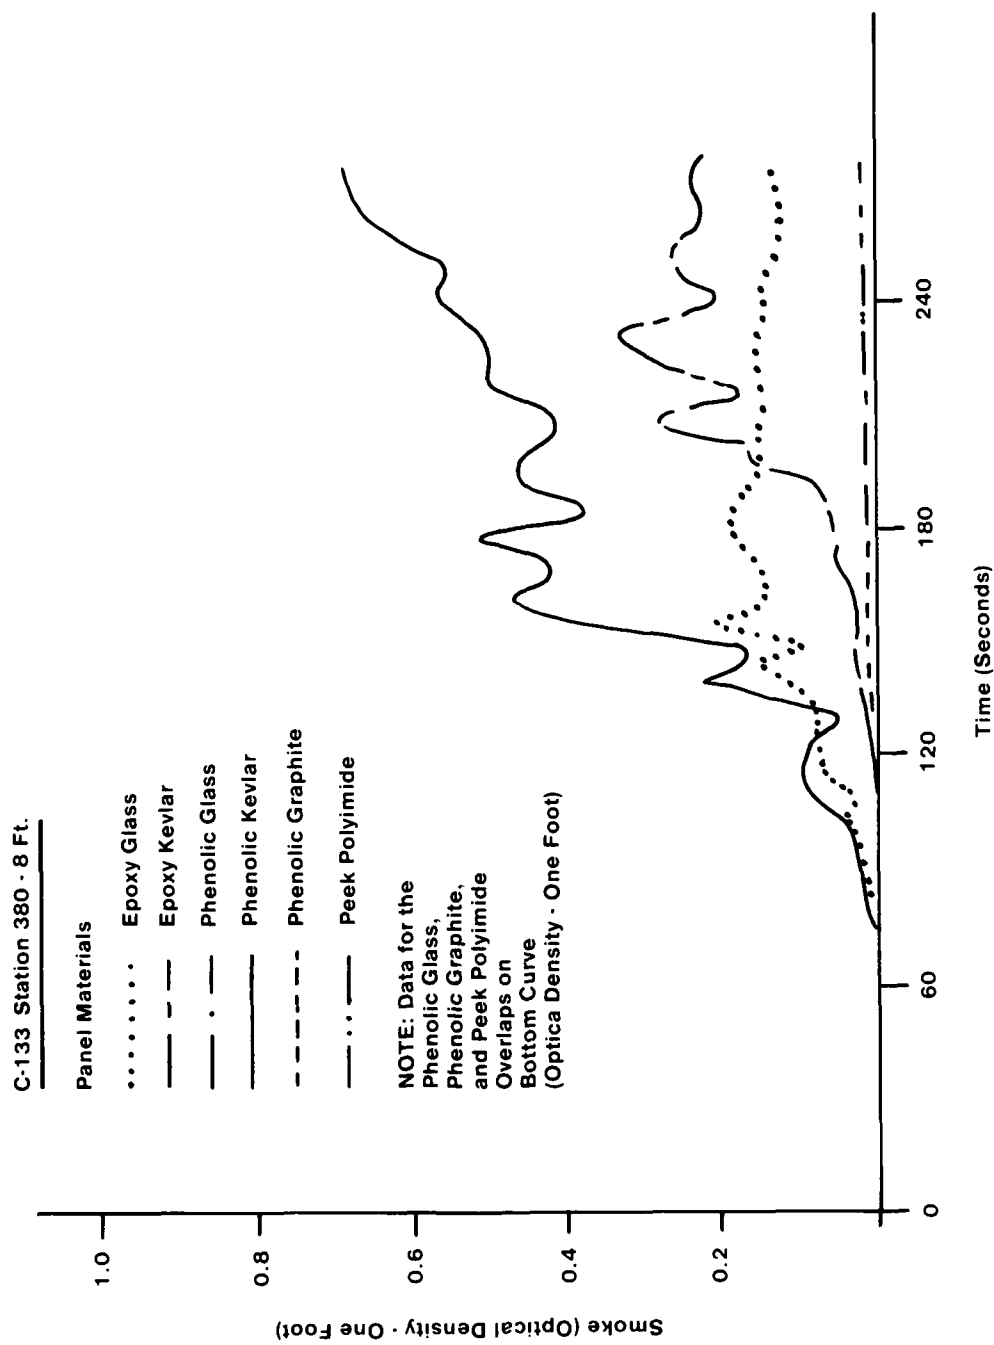 C-133 Station 380 - 8 Ft.
Panel Materials
Epoxy Glass
Epoxy Kevlar
Phenolic Glass
Phenolic Kevlar
Phenolic Graphite
Peek Polyimide
NOTE: Data for the
Phenolic Glass,
Phenolic Graphite,
and Peek Polyimide
Overlaps on
Bottom Curve
(Optica Density - One Foot)
Smoke (Optical Density - One Foot)
1.0
0.8
0.6
0.4
0.2
0
60
120
180
240
Time (Seconds)